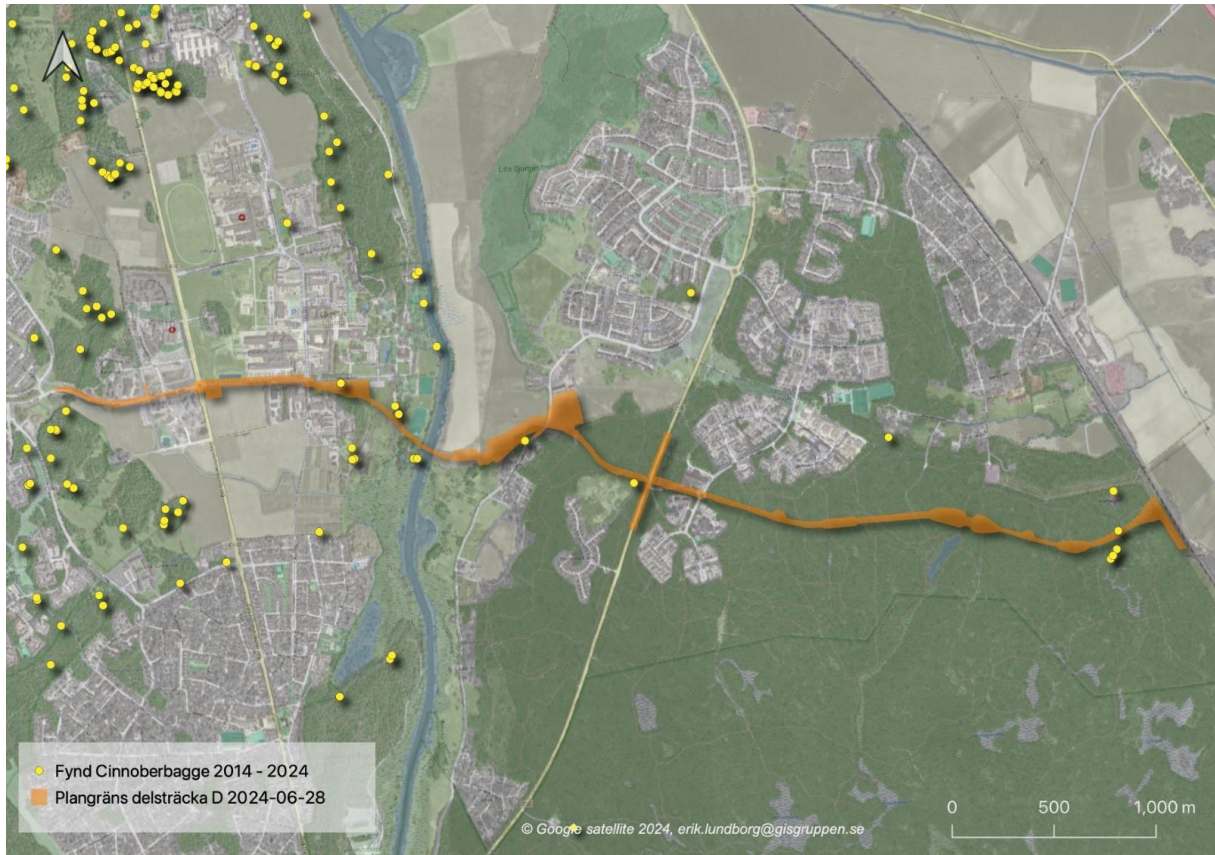 Fynd Cinnoberbagge 2014 - 2024
Plangräns delsträcka D 2024-06-28
© Google satellite 2024, erik.lundborg@gisgruppen.se
0 500 1,000 m